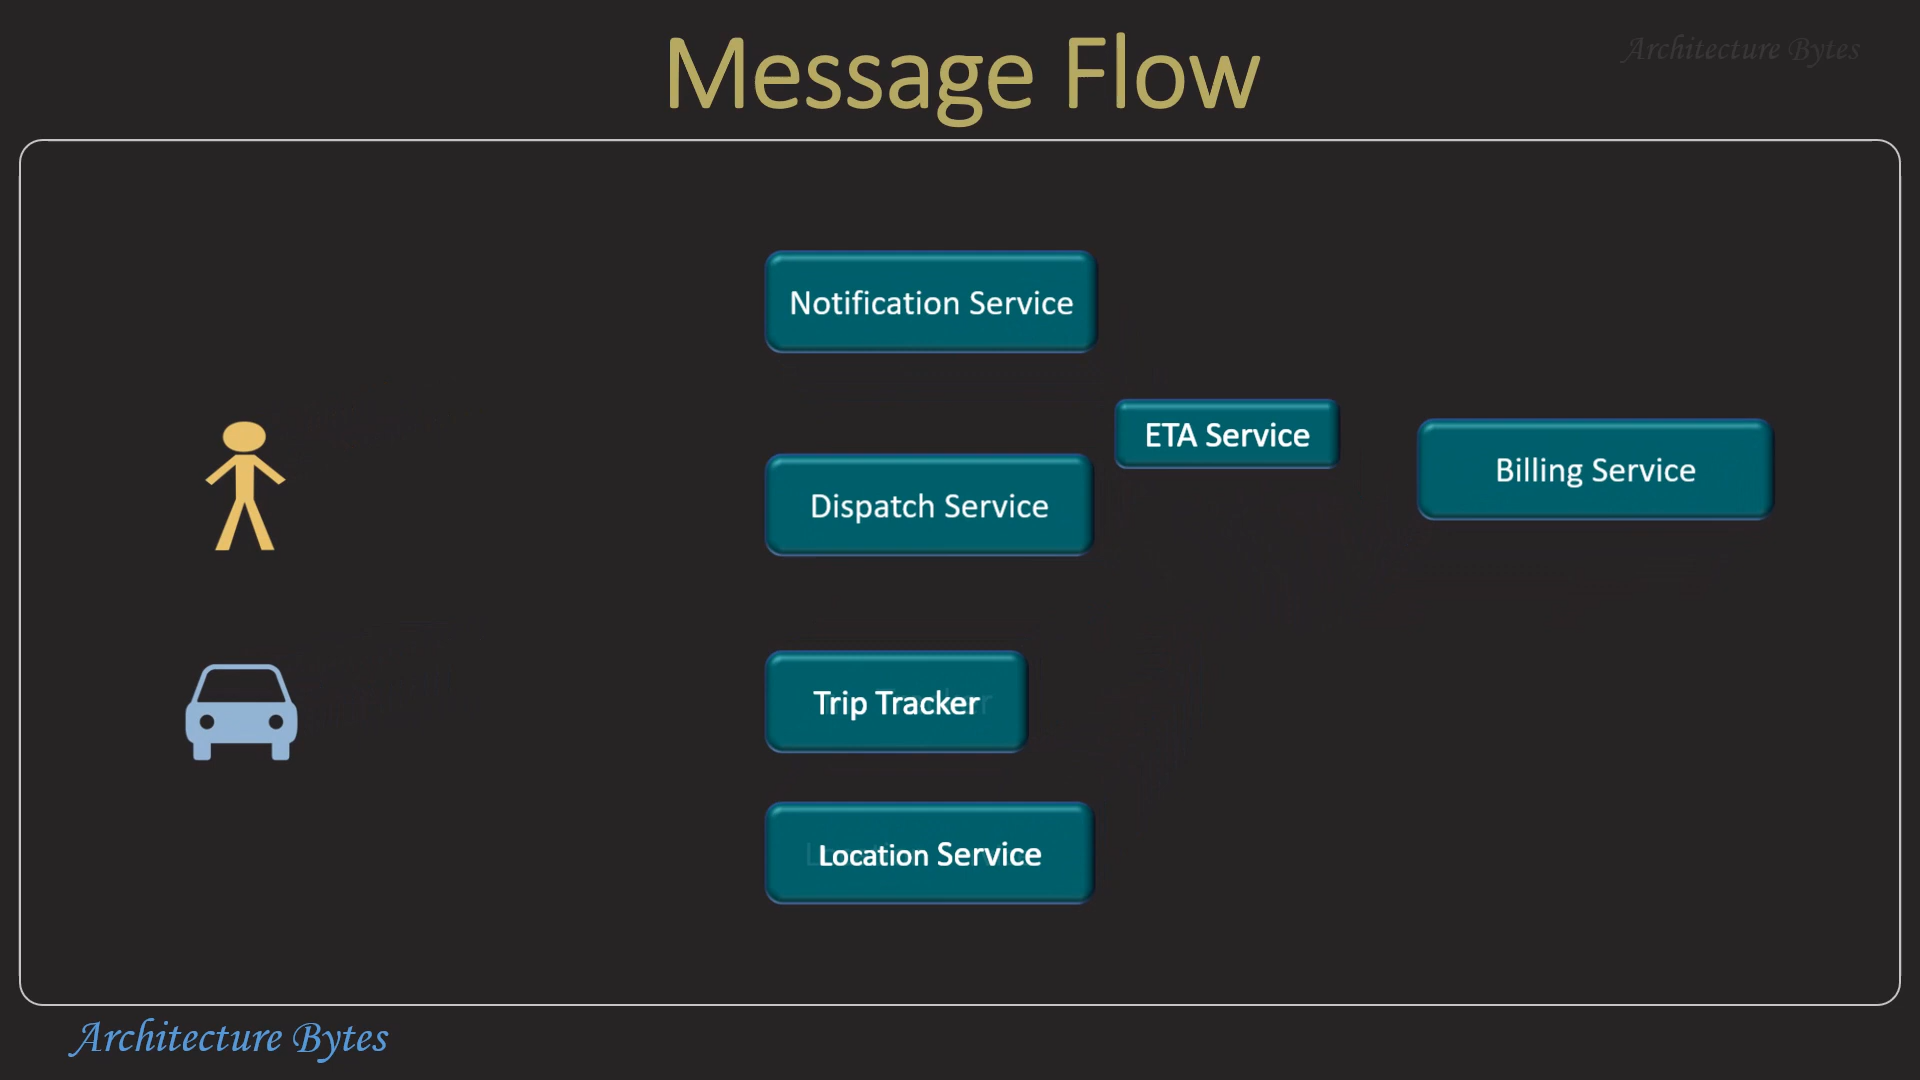 Message Flow
Architecture Bytes
Notification Service
ETA Service
Billing Service
Dispatch Service
Trip Tracker
Location Service
Architecture Bytes